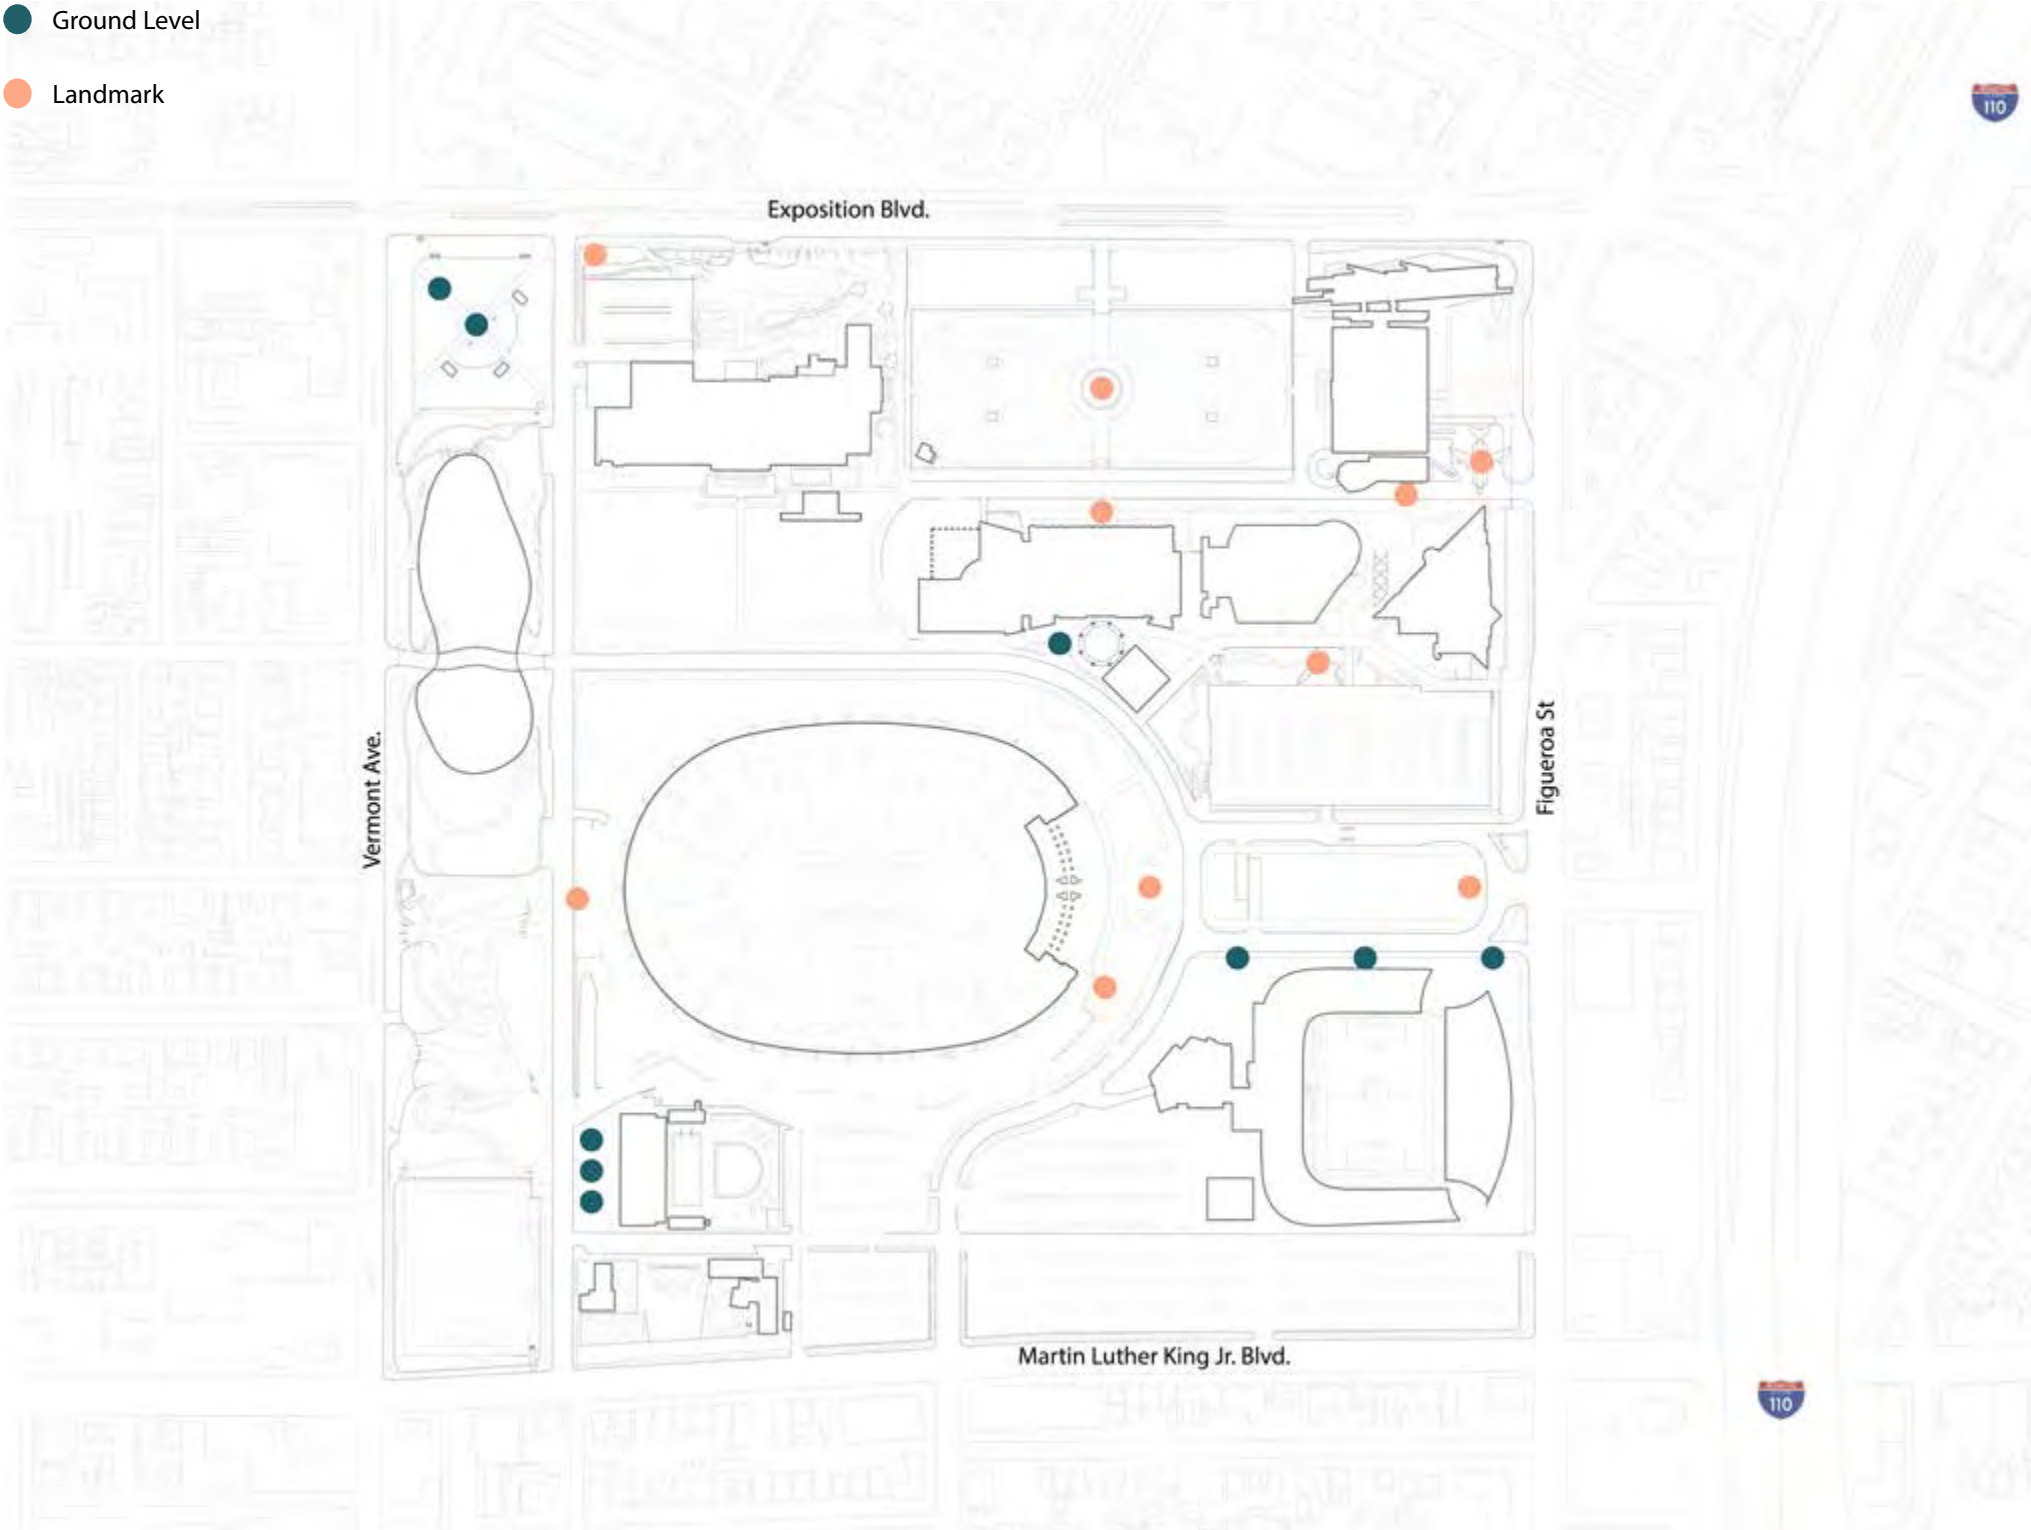 Ground Level
Landmark
110
Exposition Blvd.
Vermont Ave.
Figueroa St
Martin Luther King Jr. Blvd.
110